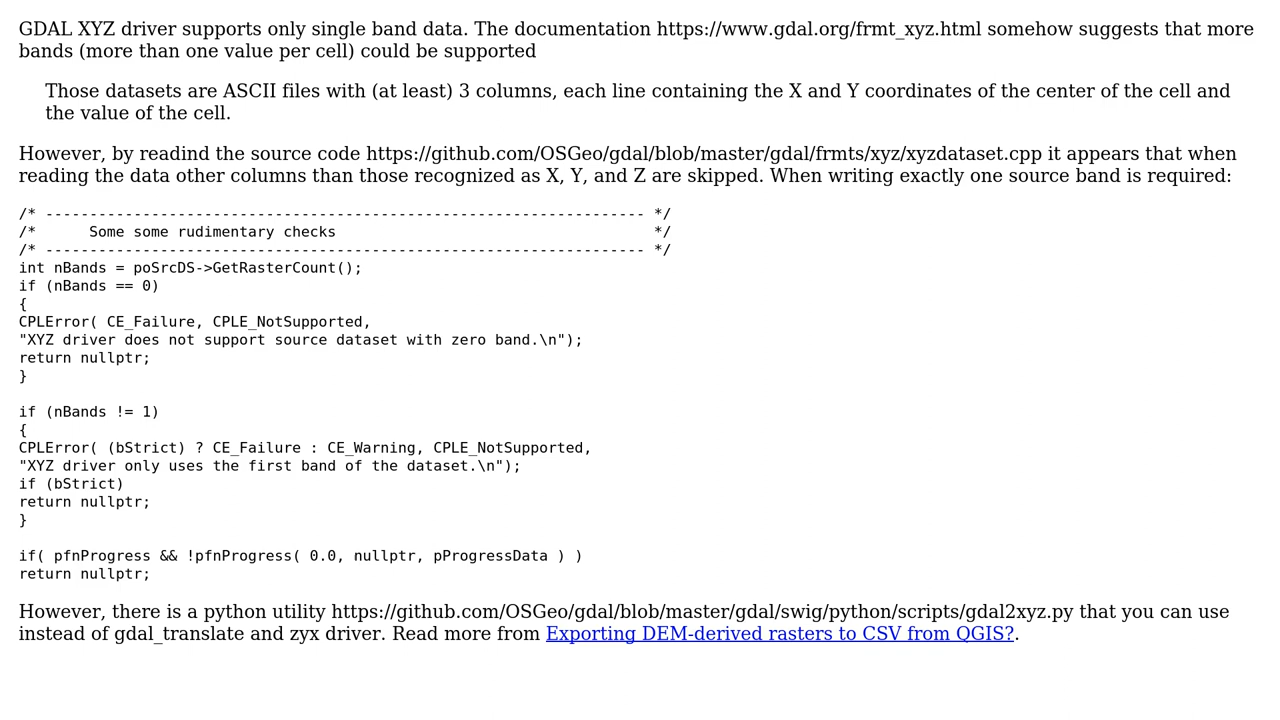 GDAL XYZ driver supports only single band data. The documentation https://www.gdal.org/frmt_xyz.html somehow suggests that more
bands (more than one value per cell) could be supported
Those datasets are ASCII files with (at least) 3 columns, each line containing the X and Y coordinates of the center of the cell and
the value of the cell.
However, by readind the source code https://github.com/OSGeo/gdal/blob/master/gdal/frmts/xyz/xyzdataset.cpp it appears that when
reading the data other columns than those recognized as X, Y, and Z are skipped. When writing exactly one source band is required:
/* -------------------------------------------------------------------- */
/*      Some some rudimentary checks                                    */
/* -------------------------------------------------------------------- */
int nBands = poSrcDS->GetRasterCount();
if (nBands == 0)
{
CPLError( CE_Failure, CPLE_NotSupported,
"XYZ driver does not support source dataset with zero band.\n");
return nullptr;
}
if (nBands != 1)
{
CPLError( (bStrict) ? CE_Failure : CE_Warning, CPLE_NotSupported,
"XYZ driver only uses the first band of the dataset.\n");
if (bStrict)
return nullptr;
}
if( pfnProgress && !pfnProgress( 0.0, nullptr, pProgressData ) )
return nullptr;
However, there is a python utility https://github.com/OSGeo/gdal/blob/master/gdal/swig/python/scripts/gdal2xyz.py that you can use
instead of gdal_translate and zyx driver. Read more from Exporting DEM-derived rasters to CSV from QGIS?.